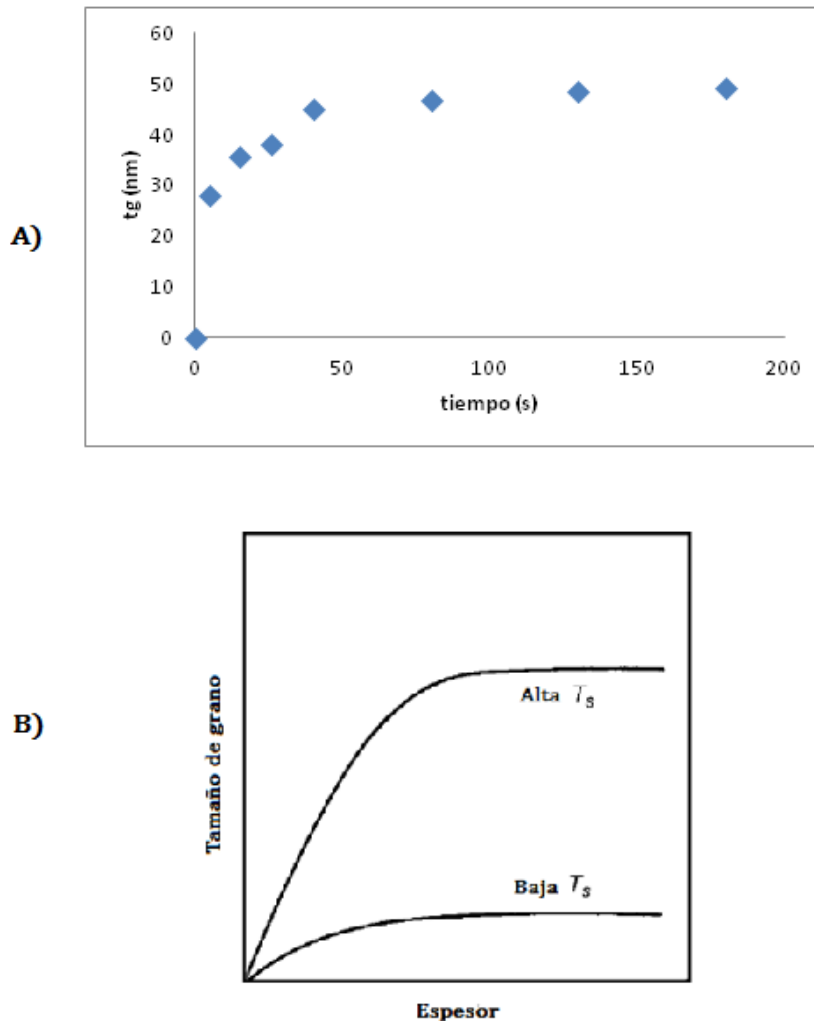 A)
60
50
40
30
20
10
0
tg (nm)
0 50 100 150 200
tiempo (s)
B)
Tamaño de grano
Alta T_s
Baja T_s
Espesor